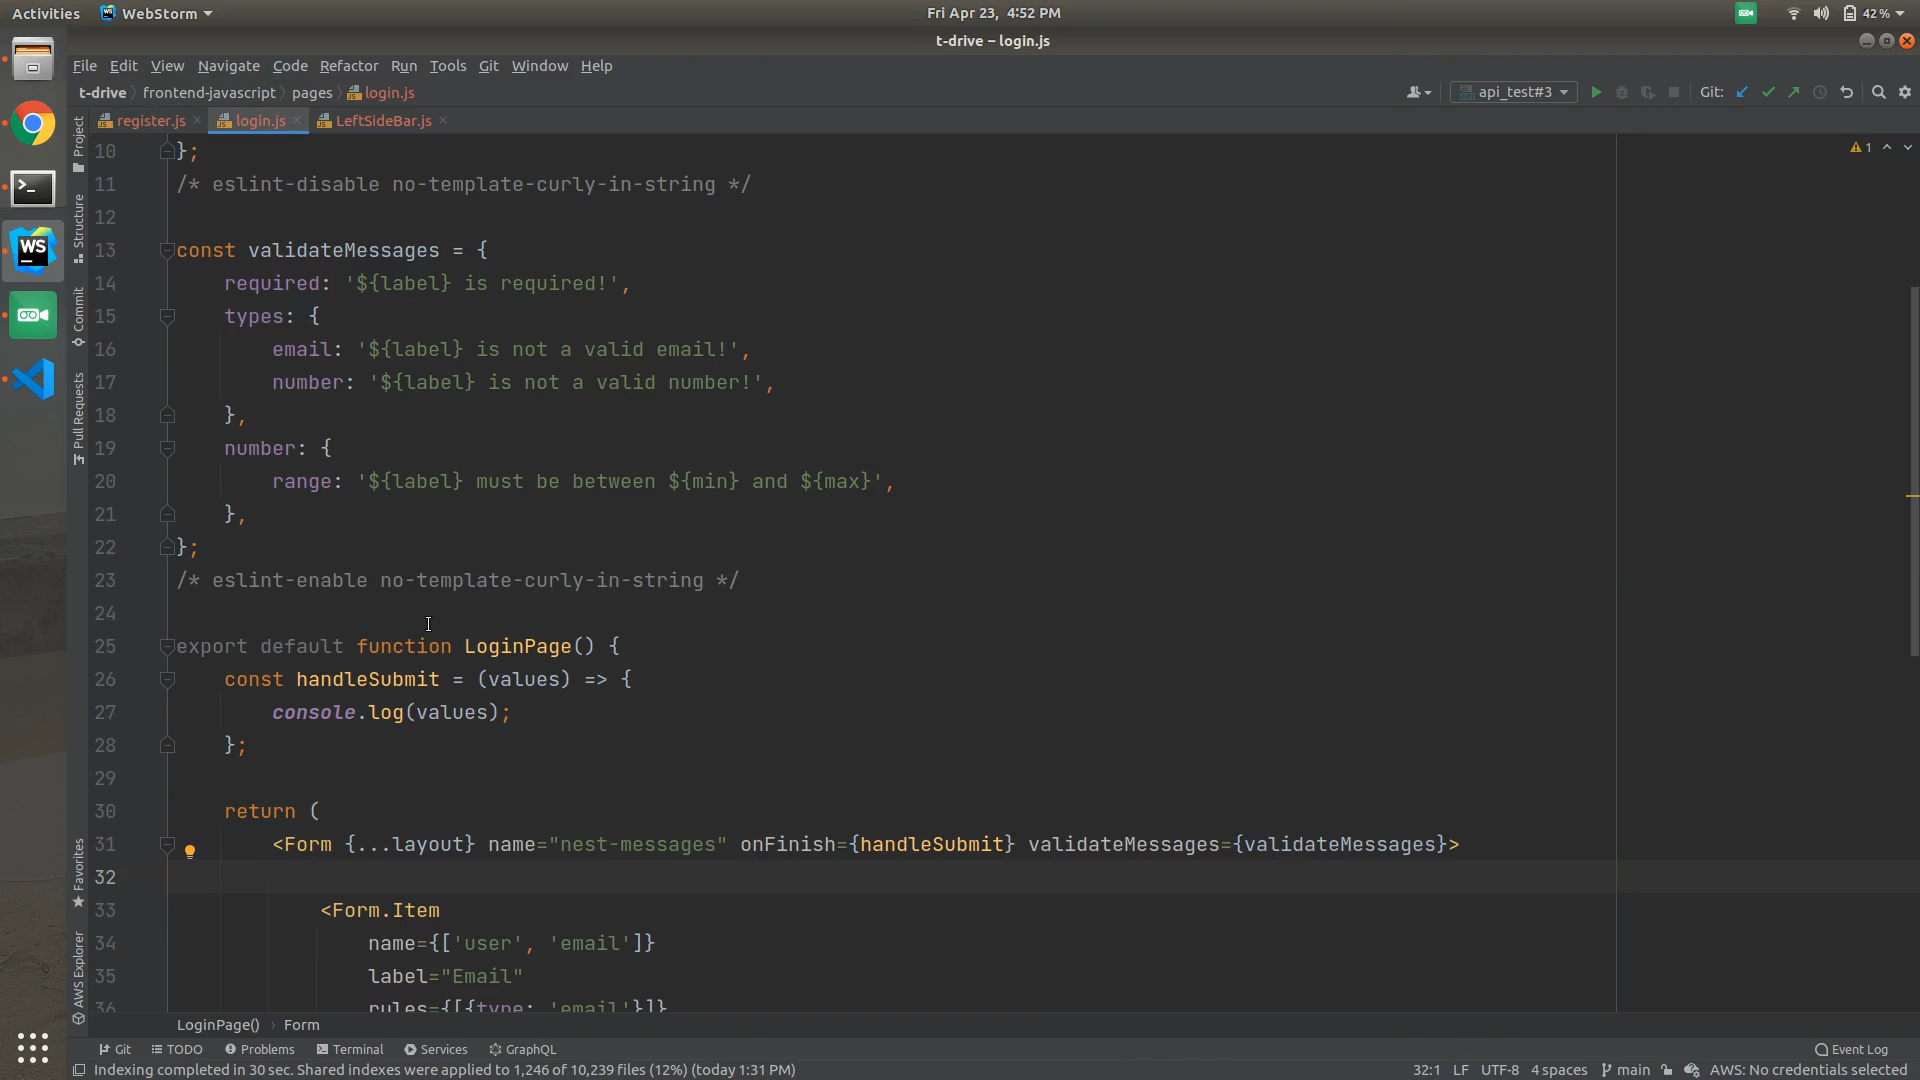 Activities WebStorm Fri Apr 23, 4:52 PM 42 %
t-drive – login.js
File Edit View Navigate Code Refactor Run Tools Git Window Help
t-drive frontend-javascript pages login.js api_test#3 Git:
register.js login.js LeftSideBar.js
Project
Structure
Commit
Pull Requests
Favorites
AWS Explorer
WS
1
10 };
11 /* eslint-disable no-template-curly-in-string */
12
13 const validateMessages = {
14 required: '${label} is required!',
15 types: {
16 email: '${label} is not a valid email!',
17 number: '${label} is not a valid number!',
18 },
19 number: {
20 range: '${label} must be between ${min} and ${max}',
21 },
22 };
23 /* eslint-enable no-template-curly-in-string */
24
25 export default function LoginPage() {
26 const handleSubmit = (values) => {
27 console.log(values);
28 };
29
30 return (
31 <Form {...layout} name="nest-messages" onFinish={handleSubmit} validateMessages={validateMessages}>
32
33 <Form.Item
34 name={['user', 'email']}
35 label="Email"
36 rules={[{type: 'email'}]}
LoginPage() Form
Git TODO Problems Terminal Services GraphQL Event Log
Indexing completed in 30 sec. Shared indexes were applied to 1,246 of 10,239 files (12%) (today 1:31 PM) 32:1 LF UTF-8 4 spaces main AWS: No credentials selected